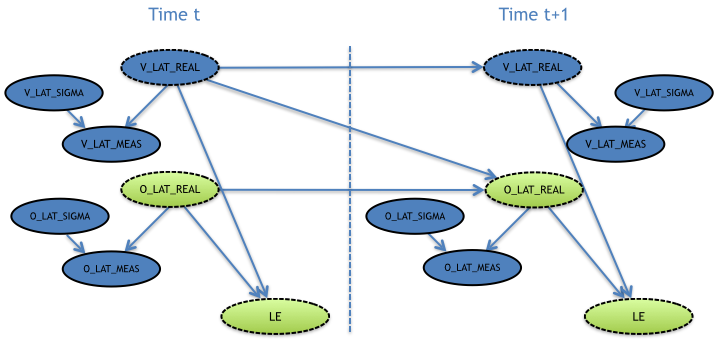 Time t
Time t+1
V_LAT_REAL
V_LAT_REAL
V_LAT_SIGMA
V_LAT_SIGMA
V_LAT_MEAS
V_LAT_MEAS
O_LAT_REAL
O_LAT_REAL
O_LAT_SIGMA
O_LAT_SIGMA
O_LAT_MEAS
O_LAT_MEAS
LE
LE